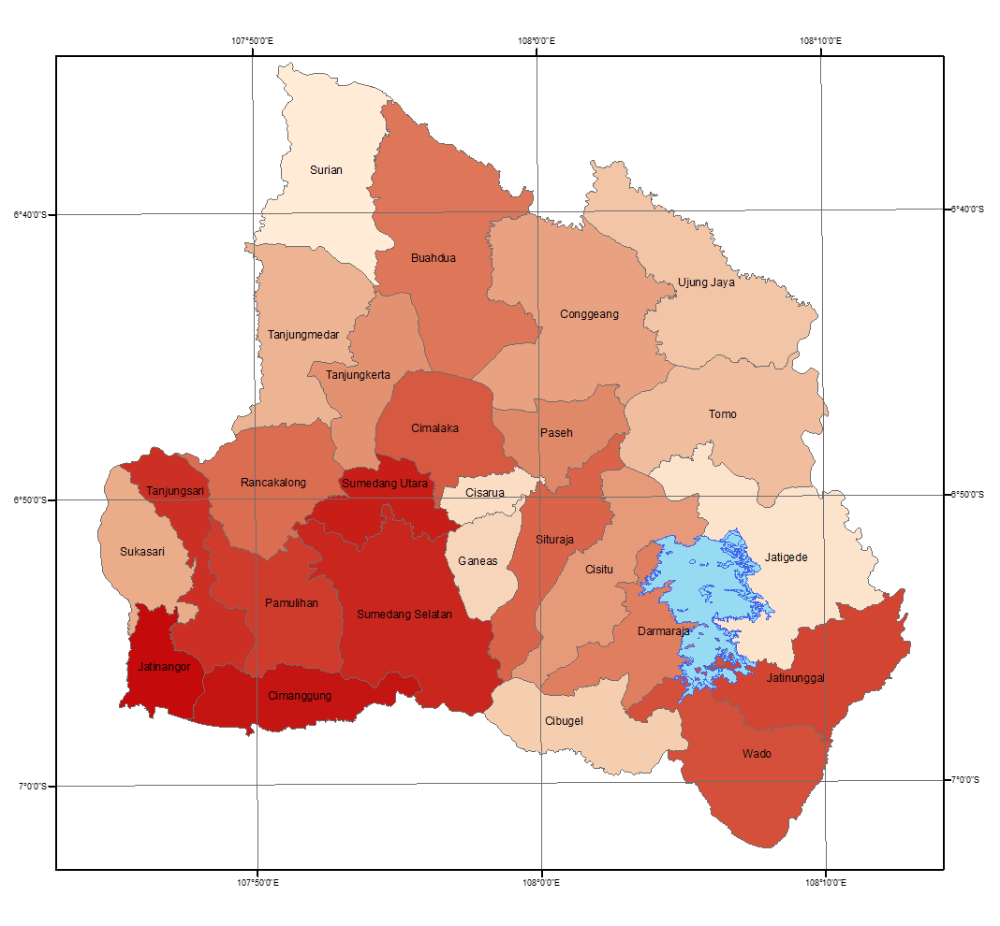 107°50'0"E
108°0'0"E
108°10'0"E
Surian
6°40'0"S
6°40'0"S
Buahdua
Ujung Jaya
Conggeang
Tanjungmedar
Tanjungkerta
Tomo
Cimalaka
Paseh
Rancakalong
Sumedang Utara
Tanjungsari
Cisarua
6°50'0"S
6°50'0"S
Situraja
Sukasari
Jatigede
Ganeas
Cisitu
Pamulihan
Sumedang Selatan
Darmaraja
Jatinangor
Jatinunggal
Cimanggung
Cibugel
Wado
7°0'0"S
7°0'0"S
107°50'0"E
108°0'0"E
108°10'0"E